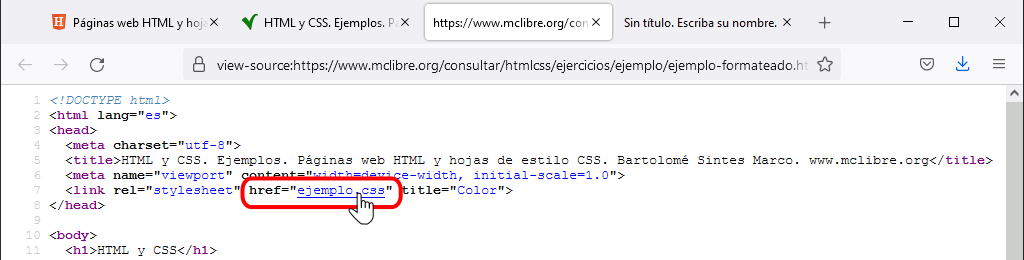 Páginas web HTML y hoja
HTML y CSS. Ejemplos. P
https://www.mclibre.org/con
Sin título. Escriba su nombre.
view-source:https://www.mclibre.org/consultar/htmlcss/ejercicios/ejemplo/ejemplo-formateado.ht
1 <!DOCTYPE html>
2 <html lang="es">
3 <head>
4 <meta charset="utf-8">
5 <title>HTML y CSS. Ejemplos. Páginas web HTML y hojas de estilo CSS. Bartolomé Sintes Marco. www.mclibre.org</title>
6 <meta name="viewport" content="width=device-width, initial-scale=1.0">
7 <link rel="stylesheet" href="ejemplo.css" title="Color">
8 </head>
9
10 <body>
11 <h1>HTML y CSS</h1>